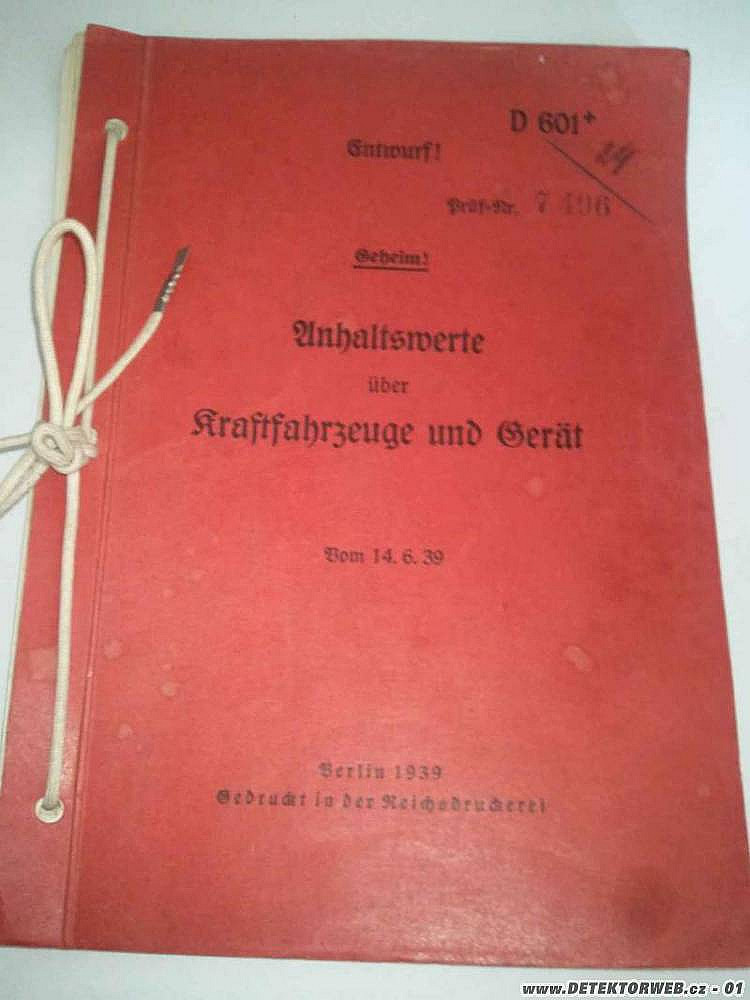 D 601+
Entwurf!
24
Prüf-Nr. 7 496
Geheim!
Anhaltswerte
über
Kraftfahrzeuge und Gerät
Vom 14. 6. 39
Berlin 1939
Gedruckt in der Reichsdruckerei
www.DETEKTORWEB.cz - 01